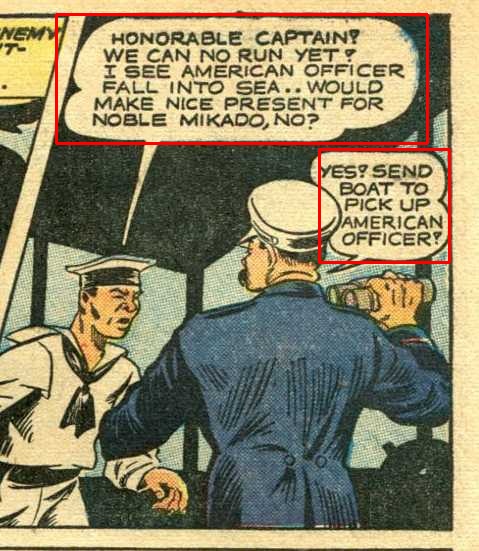 ENEMY
HONORABLE CAPTAIN!
WE CAN NO RUN YET!
I SEE AMERICAN OFFICER
FALL INTO SEA.. WOULD
MAKE NICE PRESENT FOR
NOBLE MIKADO, NO?
YES! SEND
BOAT TO
PICK UP
AMERICAN
OFFICER!